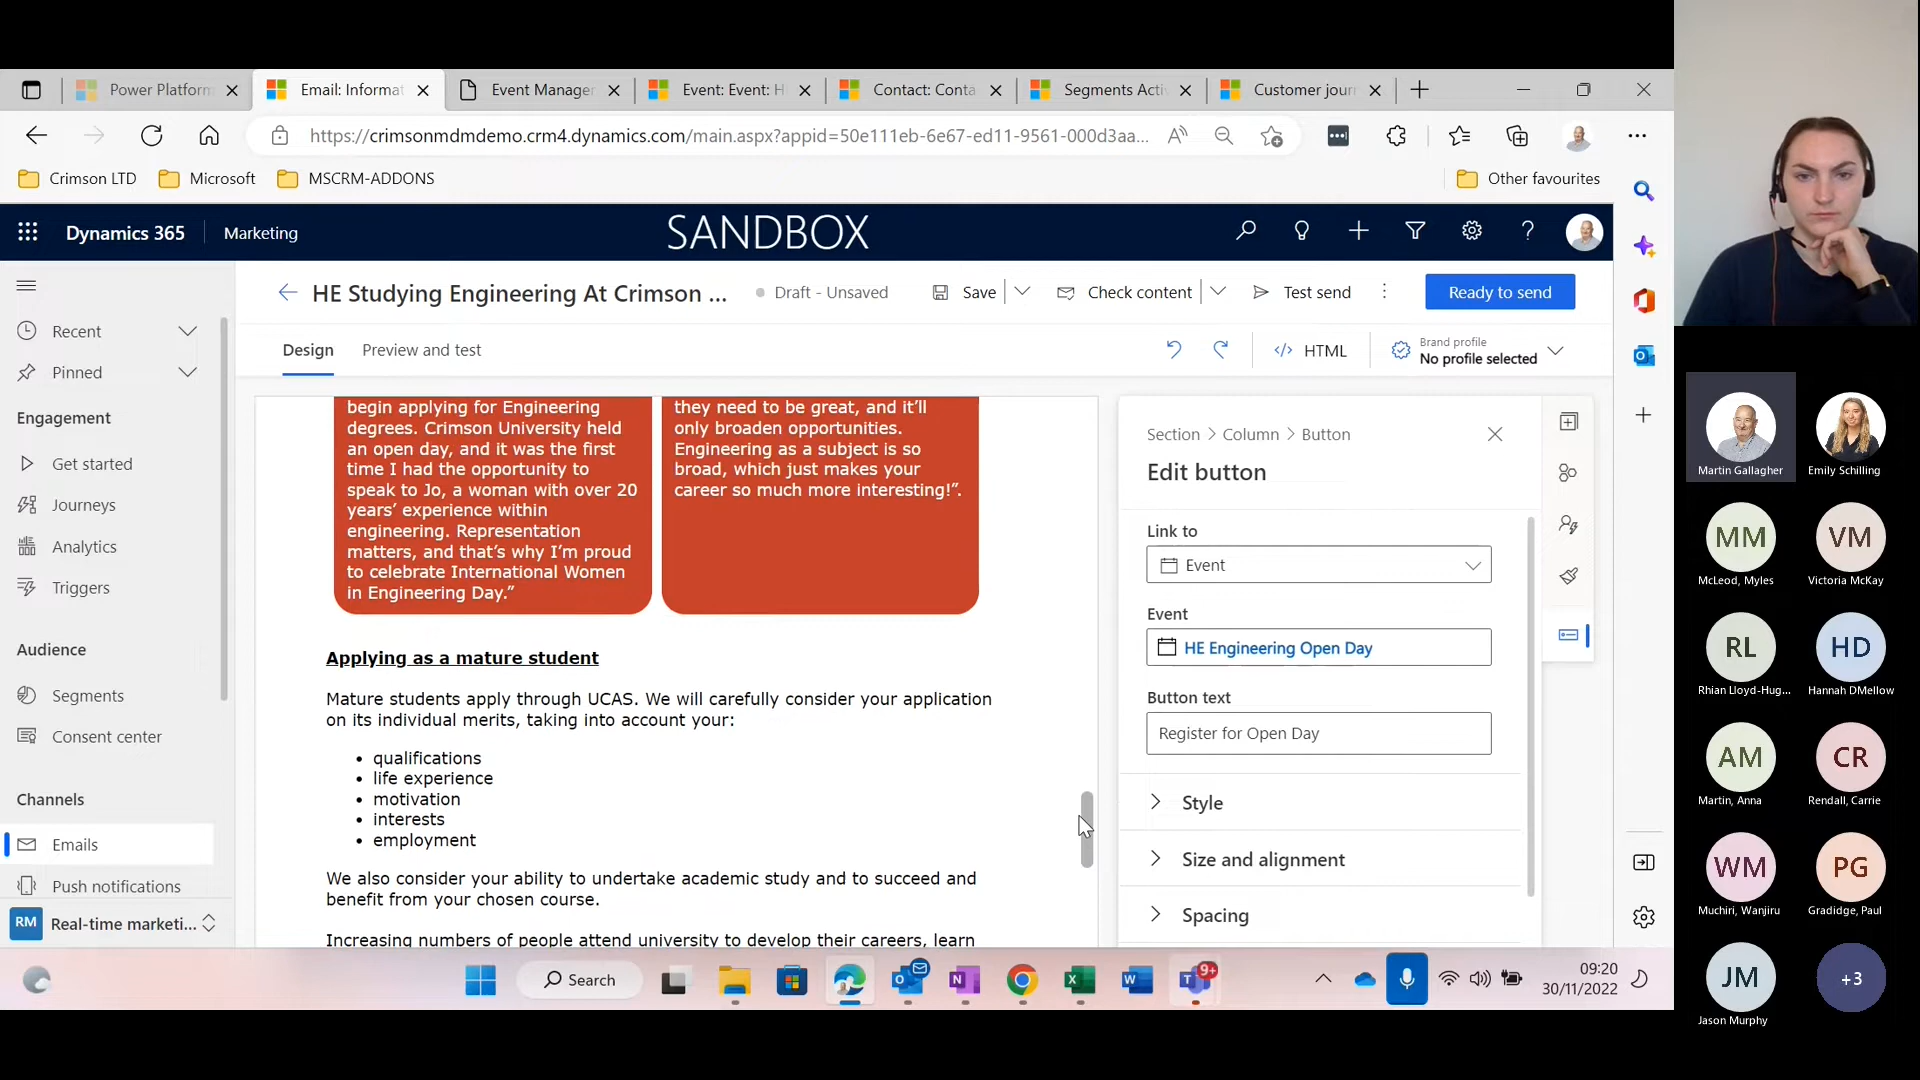 Power Platform
Email: Informat
Event Manager
Event: Event: H
Contact: Conta
Segments Acti
Customer jour
https://crimsonmdmdemo.crm4.dynamics.com/main.aspx?appid=50e111eb-6e67-ed11-9561-000d3aa...
Crimson LTD
Microsoft
MSCRM-ADDONS
Other favourites
Dynamics 365
Marketing
SANDBOX
HE Studying Engineering At Crimson ...
Draft - Unsaved
Save
Check content
Test send
Ready to send
Design
Preview and test
HTML
Brand profile
No profile selected
Recent
Pinned
Engagement
Get started
Journeys
Analytics
Triggers
Audience
Segments
Consent center
Channels
Emails
Push notifications
RM
Real-time marketi...
begin applying for Engineering
degrees. Crimson University held
an open day, and it was the first
time I had the opportunity to
speak to Jo, a woman with over 20
years’ experience within
engineering. Representation
matters, and that’s why I’m proud
to celebrate International Women
in Engineering Day.”
they need to be great, and it’ll
only broaden opportunities.
Engineering as a subject is so
broad, which just makes your
career so much more interesting!”.
Applying as a mature student
Mature students apply through UCAS. We will carefully consider your application
on its individual merits, taking into account your:
• qualifications
• life experience
• motivation
• interests
• employment
We also consider your ability to undertake academic study and to succeed and
benefit from your chosen course.
Increasing numbers of people attend university to develop their careers, learn
Section > Column > Button
Edit button
Link to
Event
Event
HE Engineering Open Day
Button text
Register for Open Day
Style
Size and alignment
Spacing
Search
9+
09:20
30/11/2022
Martin Gallagher
Emily Schilling
MM
McLeod, Myles
VM
Victoria McKay
RL
Rhian Lloyd-Hug...
HD
Hannah DMellow
AM
Martin, Anna
CR
Rendall, Carrie
WM
Muchiri, Wanjiru
PG
Gradidge, Paul
JM
Jason Murphy
+3